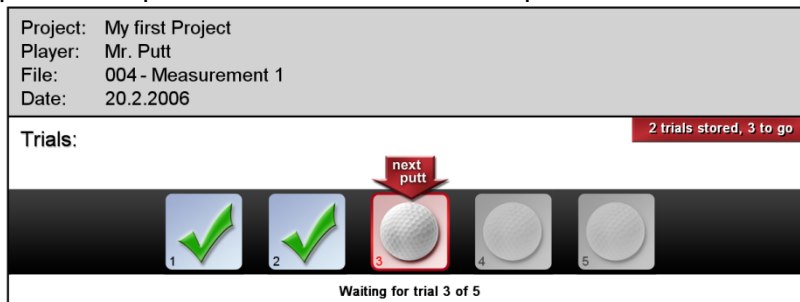 Project: My first Project
Player: Mr. Putt
File: 004 - Measurement 1
Date: 20.2.2006
Trials:
2 trials stored, 3 to go
next
putt
1
2
3
4
5
Waiting for trial 3 of 5